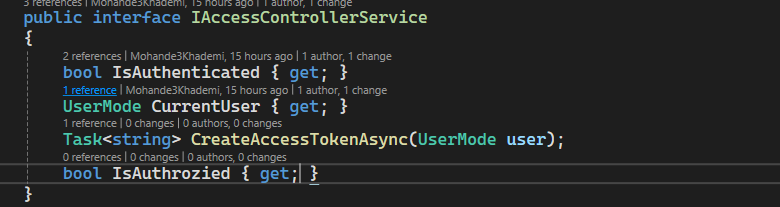 3 references | Mohande3Khademi, 15 hours ago | 1 author, 1 change
public interface IAccessControllerService
{
2 references | Mohande3Khademi, 15 hours ago | 1 author, 1 change
bool IsAuthenticated { get; }
1 reference | Mohande3Khademi, 15 hours ago | 1 author, 1 change
UserMode CurrentUser { get; }
1 reference | 0 changes | 0 authors, 0 changes
Task<string> CreateAccessTokenAsync(UserMode user);
0 references | 0 changes | 0 authors, 0 changes
bool IsAuthrozied { get; }
}